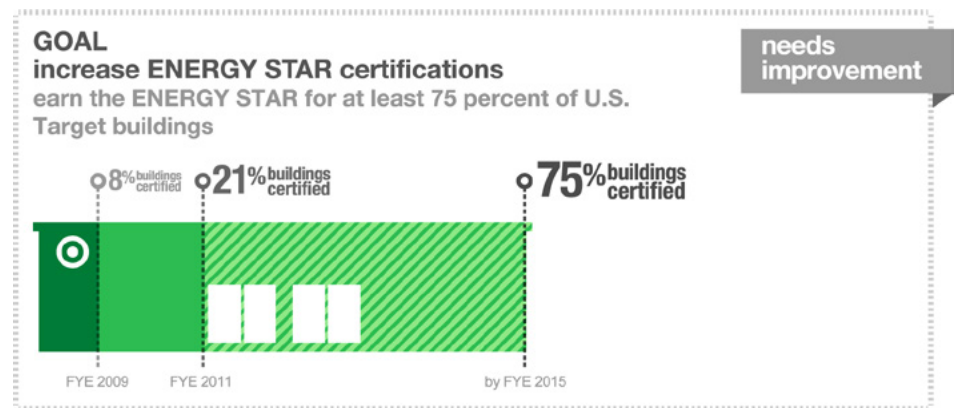 GOAL
increase ENERGY STAR certifications
earn the ENERGY STAR for at least 75 percent of U.S.
Target buildings
needs
improvement
8% buildings certified
21% buildings certified
75% buildings certified
FYE 2009
FYE 2011
by FYE 2015